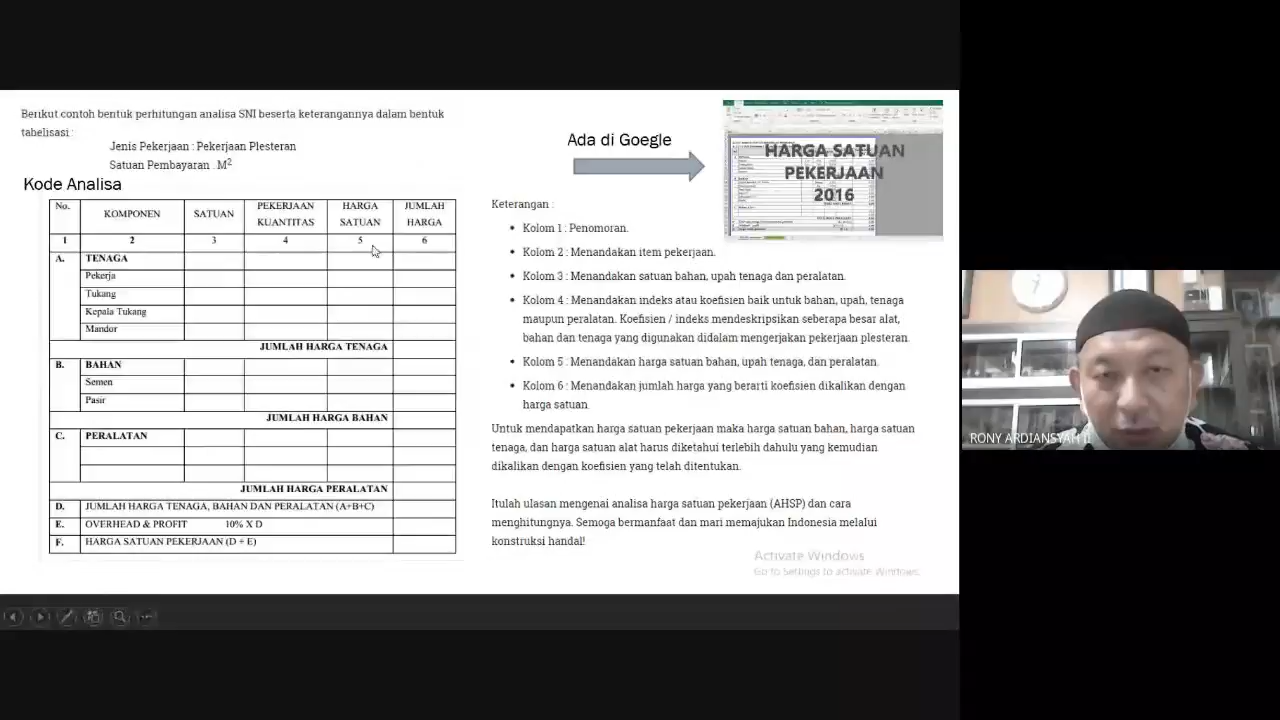 Berikut contoh bentuk perhitungan analisa SNI beserta keterangannya dalam bentuk
tabelisasi :
Jenis Pekerjaan : Pekerjaan Plesteran
Satuan Pembayaran : M2
Kode Analisa
No. KOMPONEN SATUAN PEKERJAAN KUANTITAS HARGA SATUAN JUMLAH HARGA
1 2 3 4 5 6
A. TENAGA
Pekerja
Tukang
Kepala Tukang
Mandor
JUMLAH HARGA TENAGA
B. BAHAN
Semen
Pasir
JUMLAH HARGA BAHAN
C. PERALATAN
JUMLAH HARGA PERALATAN
D. JUMLAH HARGA TENAGA, BAHAN DAN PERALATAN (A+B+C)
E. OVERHEAD & PROFIT 10% X D
F. HARGA SATUAN PEKERJAAN (D + E)
Ada di Goegle
HARGA SATUAN
PEKERJAAN
2016
Keterangan :
• Kolom 1 : Penomoran.
• Kolom 2 : Menandakan item pekerjaan.
• Kolom 3 : Menandakan satuan bahan, upah tenaga dan peralatan.
• Kolom 4 : Menandakan indeks atau koefisien baik untuk bahan, upah, tenaga
maupun peralatan. Koefisien / indeks mendeskripsikan seberapa besar alat,
bahan dan tenaga yang digunakan didalam mengerjakan pekerjaan plesteran.
• Kolom 5 : Menandakan harga satuan bahan, upah tenaga, dan peralatan.
• Kolom 6 : Menandakan jumlah harga yang berarti koefisien dikalikan dengan
harga satuan.
Untuk mendapatkan harga satuan pekerjaan maka harga satuan bahan, harga satuan
tenaga, dan harga satuan alat harus diketahui terlebih dahulu yang kemudian
dikalikan dengan koefisien yang telah ditentukan.
Itulah ulasan mengenai analisa harga satuan pekerjaan (AHSP) dan cara
menghitungnya. Semoga bermanfaat dan mari memajukan Indonesia melalui
konstruksi handal!
Activate Windows
Go to Settings to activate Windows.
RONY ARDIANSYAH